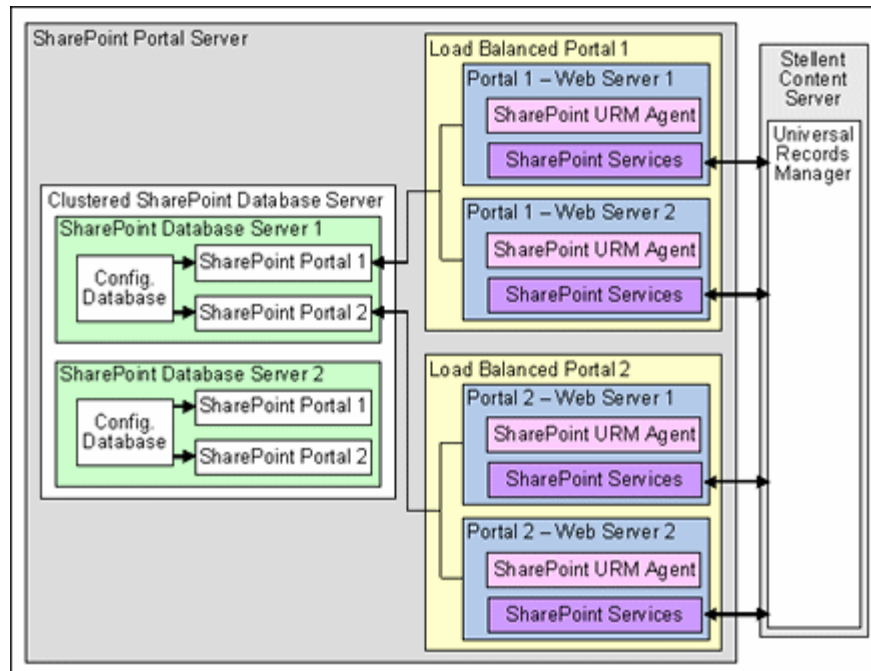 SharePoint Portal Server
Clustered SharePoint Database Server
SharePoint Database Server 1
Config.
Database
SharePoint Portal 1
SharePoint Portal 2
SharePoint Database Server 2
Config.
Database
SharePoint Portal 1
SharePoint Portal 2
Load Balanced Portal 1
Portal 1 – Web Server 1
SharePoint URM Agent
SharePoint Services
Portal 1 – Web Server 2
SharePoint URM Agent
SharePoint Services
Load Balanced Portal 2
Portal 2 – Web Server 1
SharePoint URM Agent
SharePoint Services
Portal 2 – Web Server 2
SharePoint URM Agent
SharePoint Services
Stellent
Content
Server
Universal
Records
Manager